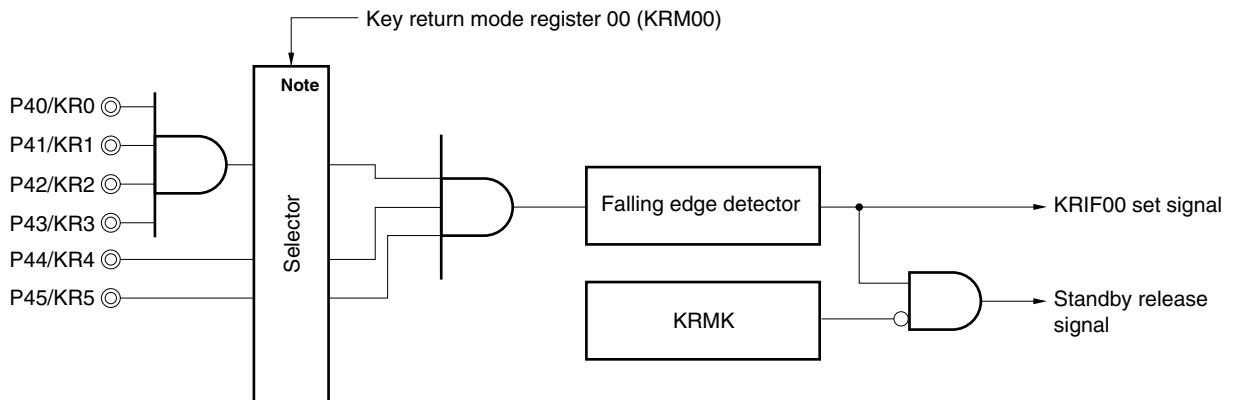 Key return mode register 00 (KRM00)
Note
P40/KR0
P41/KR1
P42/KR2
P43/KR3
P44/KR4
P45/KR5
Selector
Falling edge detector
KRIF00 set signal
KRMK
Standby release
signal